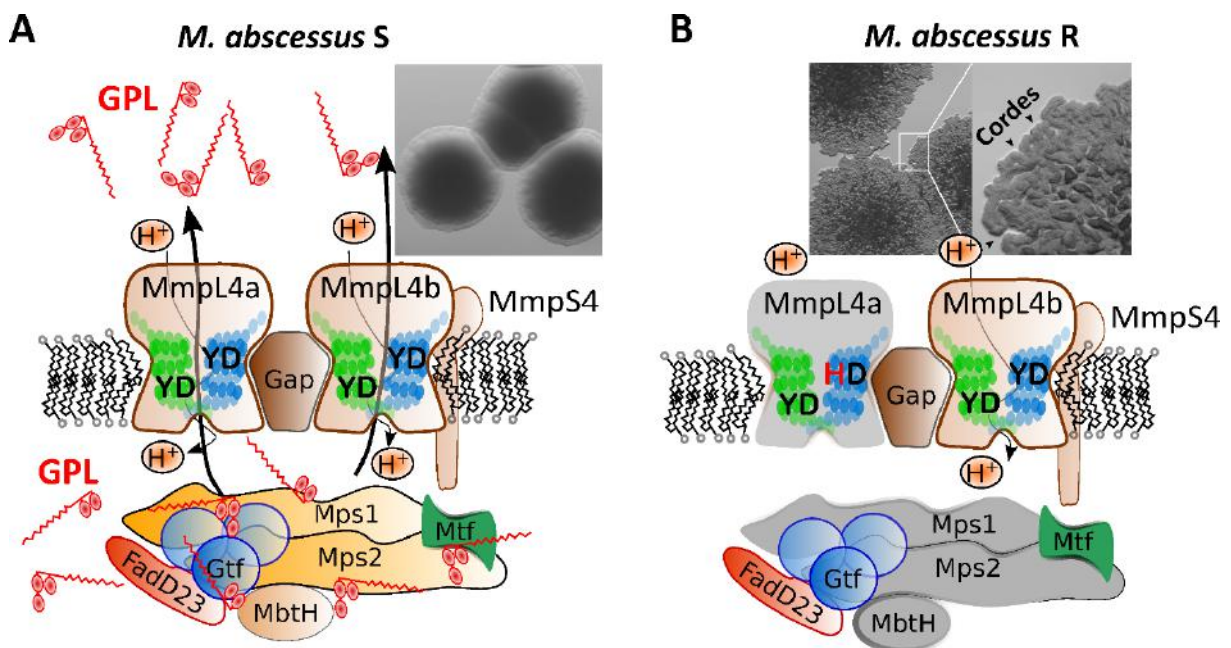 A
M. abscessus S
GPL
H+
H+
MmpL4a
MmpL4b
MmpS4
YD
YD
Gap
YD
YD
H+
H+
GPL
Mps1
Mtf
Mps2
Gtf
FadD23
MbtH
B
M. abscessus R
Cordes
H+
H+
MmpL4a
MmpL4b
MmpS4
HD
YD
Gap
YD
YD
H+
Mps1
Mtf
Mps2
Gtf
FadD23
MbtH